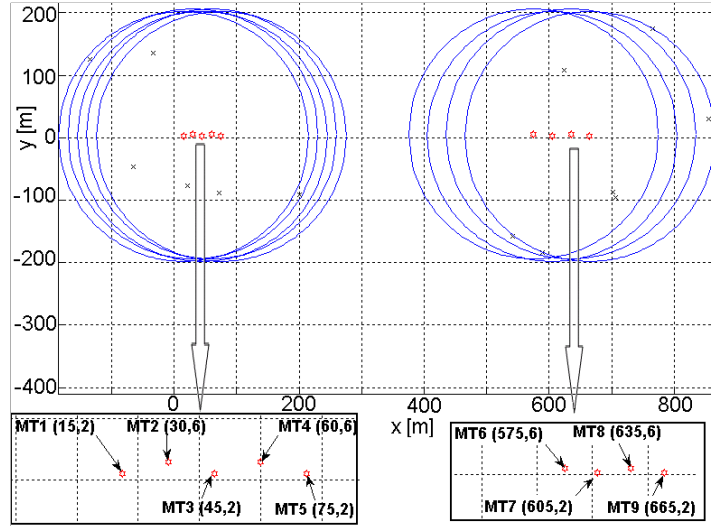 200
100
y [m]
0
-100
-200
-300
-400
0
200
400
600
800
x [m]
MT1 (15,2)
MT2 (30,6)
MT4 (60,6)
MT3 (45,2)
MT5 (75,2)
MT6 (575,6)
MT8 (635,6)
MT7 (605,2)
MT9 (665,2)